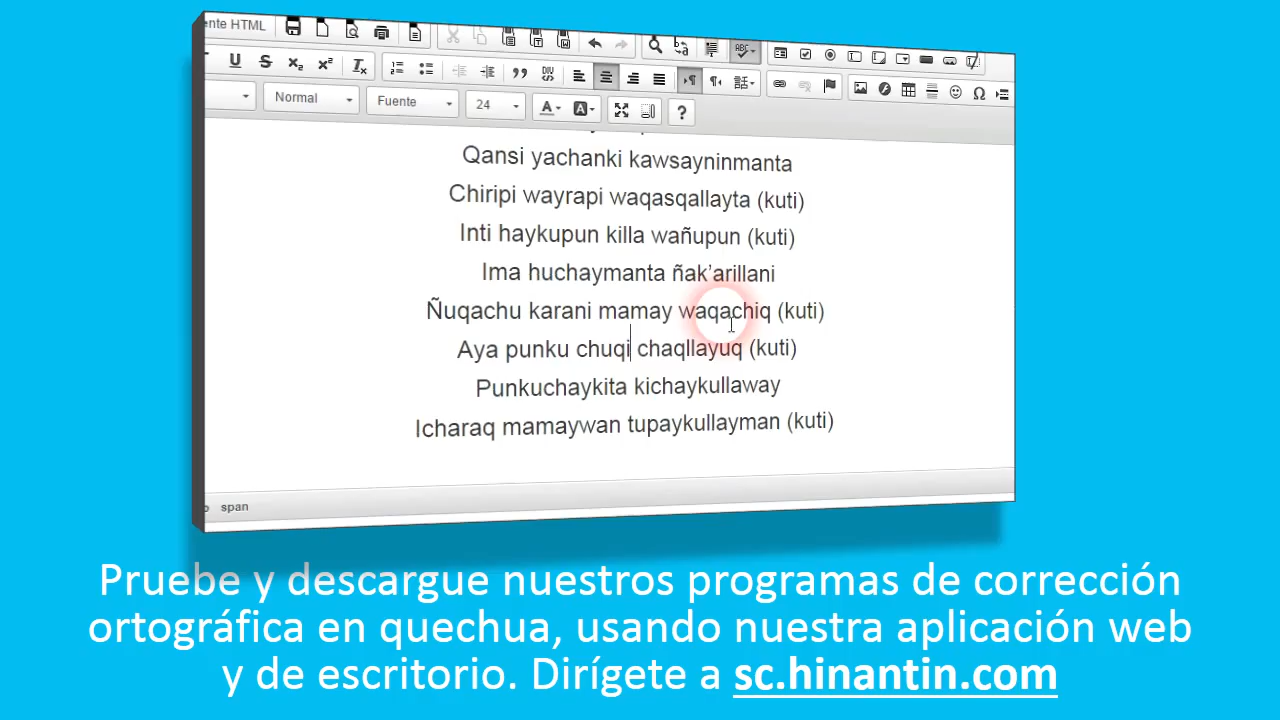 ente HTML
Normal Fuente 24
Qansi yachanki kawsayninmanta
Chiripi wayrapi waqasqallayta (kuti)
Inti haykupun killa wañupun (kuti)
Ima huchaymanta ñak'arillani
Ñuqachu karani mamay waqachiq (kuti)
Aya punku chuqi chaqllayuq (kuti)
Punkuchaykita kichaykullaway
Icharaq mamaywan tupaykullayman (kuti)
span
Pruebe y descargue nuestros programas de corrección
ortográfica en quechua, usando nuestra aplicación web
y de escritorio. Dirígete a sc.hinantin.com